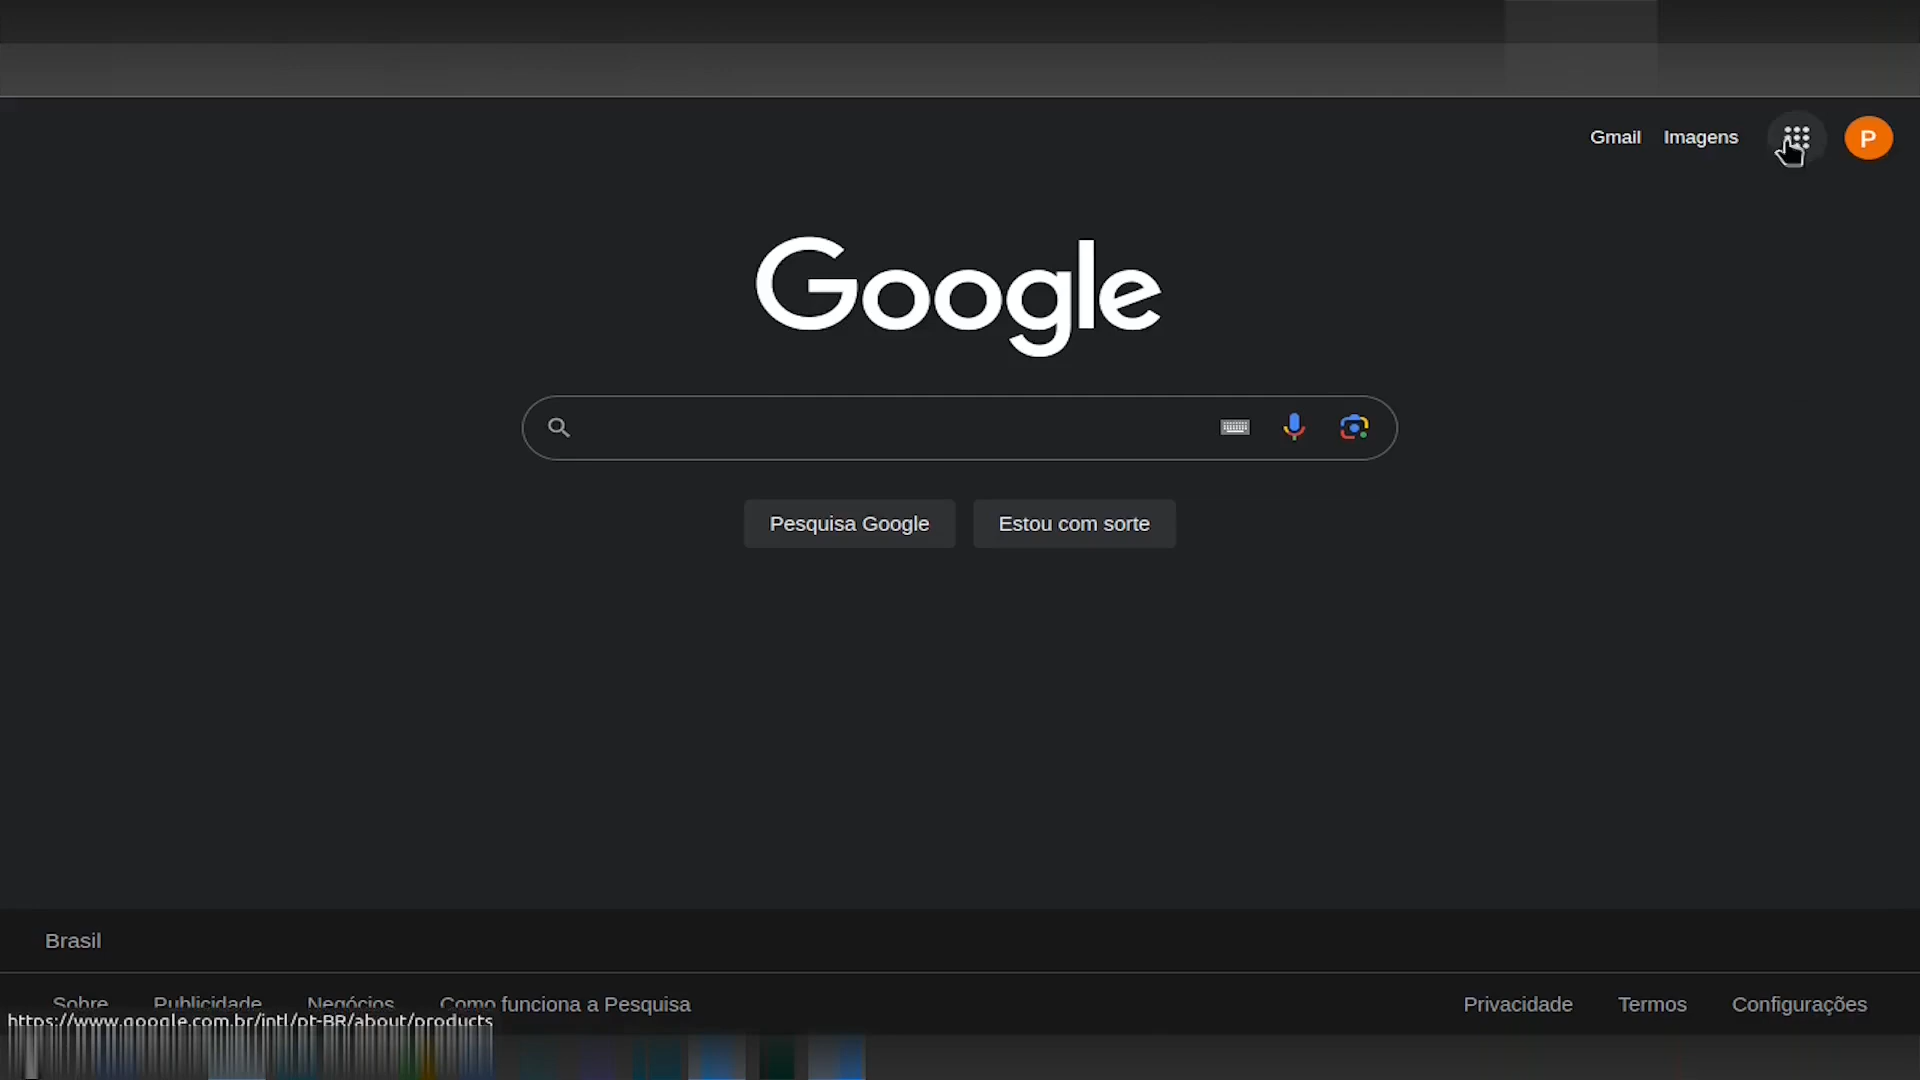 Gmail Imagens P
Google
Pesquisa Google Estou com sorte
Brasil
Sobre Publicidade Negócios Como funciona a Pesquisa Privacidade Termos Configurações
https://www.google.com.br/intl/pt-BR/about/products